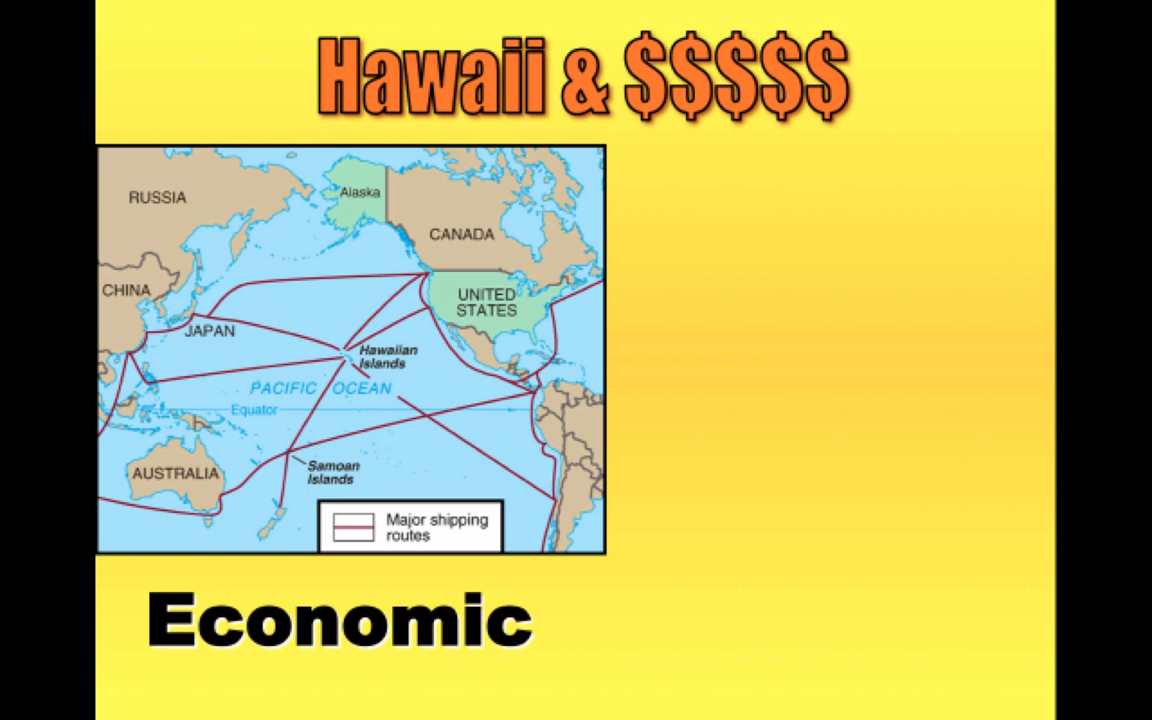 Hawaii & $$$$$
RUSSIA
Alaska
CANADA
CHINA
UNITED
STATES
JAPAN
Hawaiian
Islands
PACIFIC OCEAN
Equator
AUSTRALIA
Samoan
Islands
Major shipping
routes
Economic